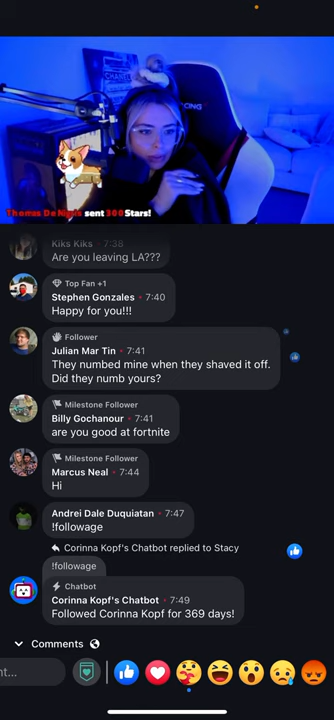 CHANEL
RACING
Thomas De Ni sent 300 Stars!
Kiks Kiks • 7:38
Are you leaving LA???
Top Fan +1
Stephen Gonzales • 7:40
Happy for you!!!
Follower
Julian Mar Tin • 7:41
They numbed mine when they shaved it off.
Did they numb yours?
Milestone Follower
Billy Gochanour • 7:41
are you good at fortnite
Milestone Follower
Marcus Neal • 7:44
Hi
Andrei Dale Duquiatan • 7:47
!followage
Corinna Kopf's Chatbot replied to Stacy
!followage
Chatbot
Corinna Kopf's Chatbot • 7:49
Followed Corinna Kopf for 369 days!
Comments
nt...